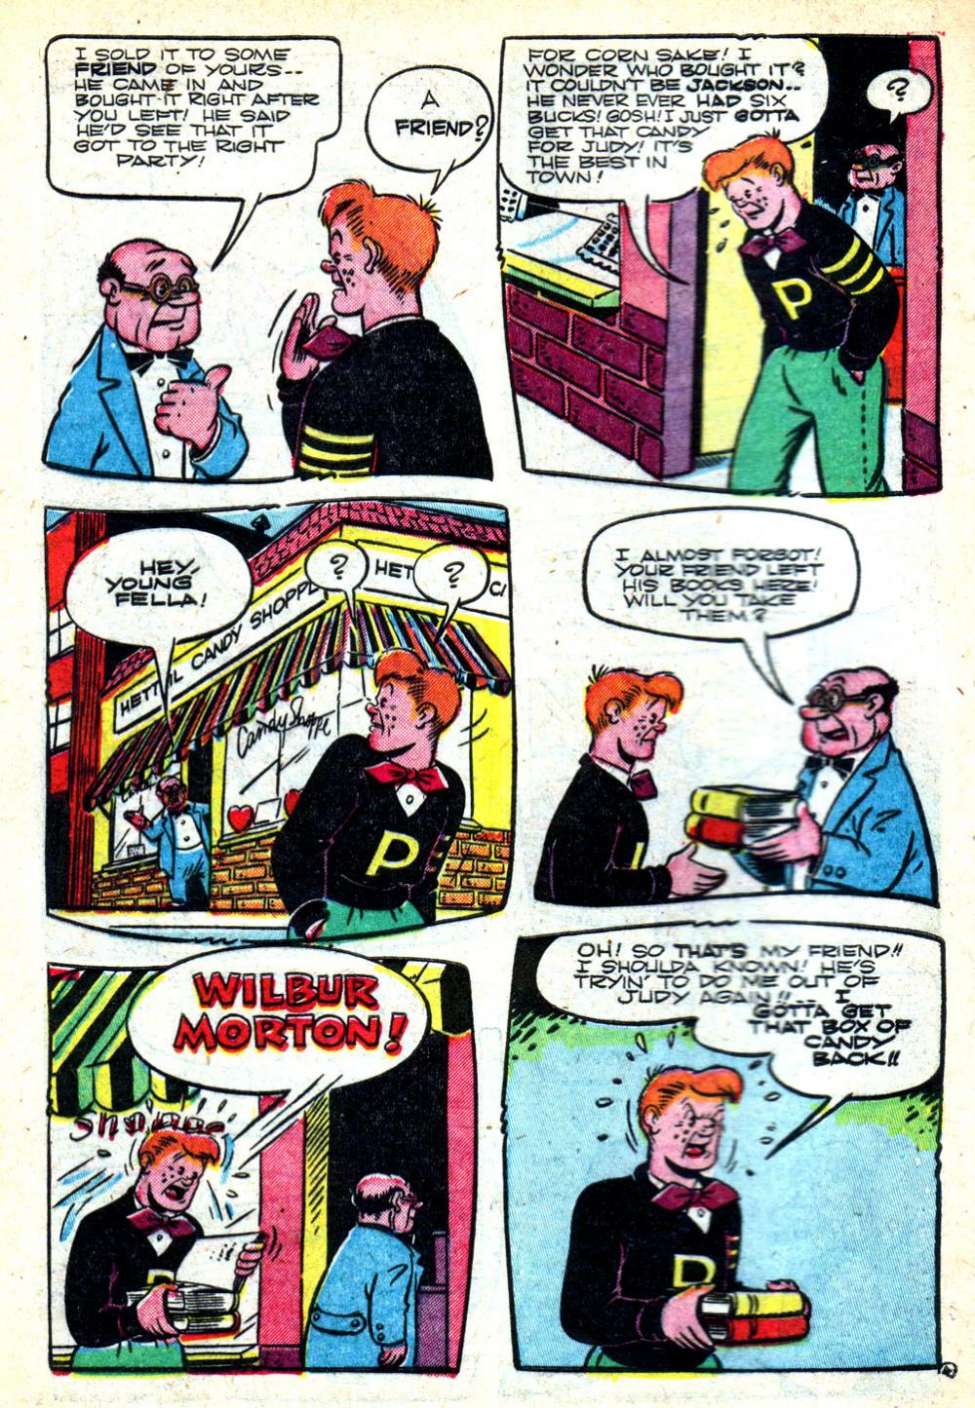 I SOLD IT TO SOME
FRIEND OF YOURS--
HE CAME IN AND
BOUGHT IT RIGHT AFTER
YOU LEFT! HE SAID
HE'D SEE THAT IT
GOT TO THE RIGHT
PARTY!
A
FRIEND?
FOR CORN SAKE! I
WONDER WHO BOUGHT IT?
IT COULDN'T BE JACKSON--
HE NEVER EVER HAD SIX
BUCKS! GOSH! I JUST GOTTA
GET THAT CANDY
FOR JUDY! IT'S
THE BEST IN
TOWN!
?
P
HEY,
YOUNG
FELLA!
?
?
CANDY SHOPPE
HET
Candy Shoppe
P
I ALMOST FORGOT!
YOUR FRIEND LEFT
HIS BOOKS HERE!
WILL YOU TAKE
THEM?
WILBUR
MORTON!
OH! SO THAT'S MY FRIEND!!
I SHOULDA KNOWN! HE'S
TRYIN' TO DO ME OUT OF
JUDY AGAIN!! -- I
GOTTA GET
THAT BOX OF
CANDY
BACK!!
P